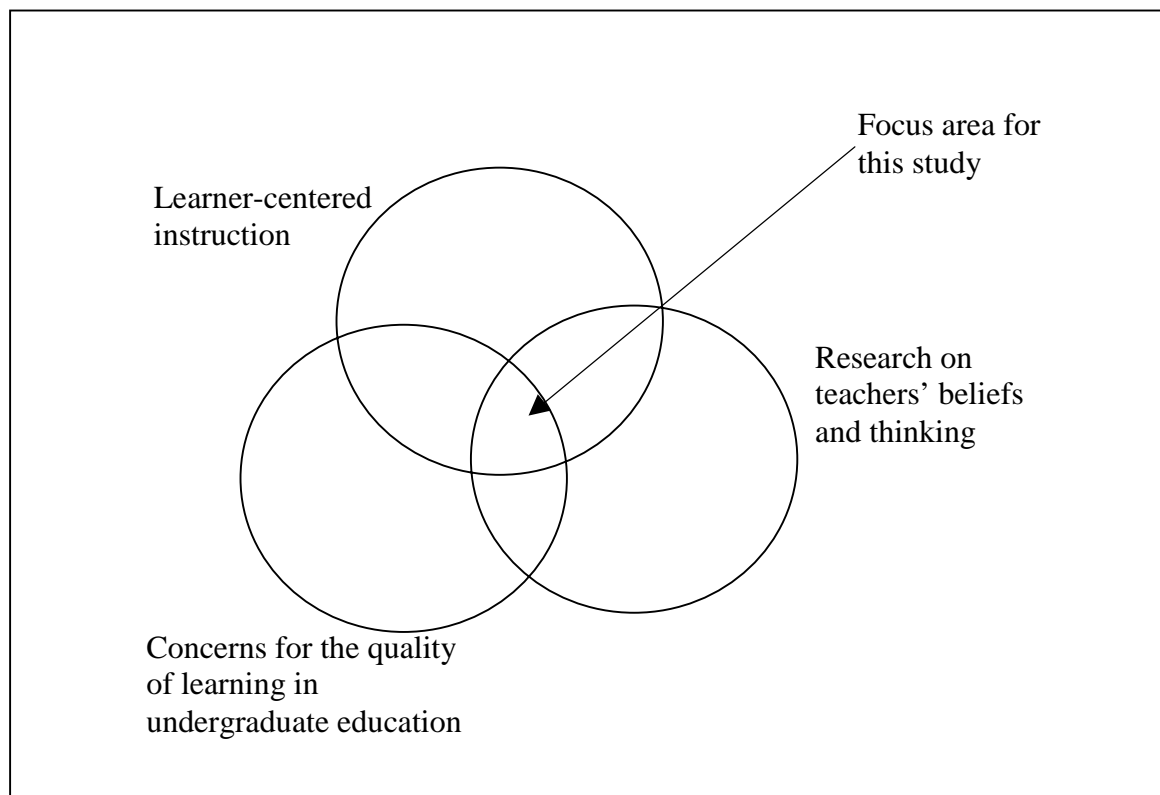 Focus area for
this study
Learner-centered
instruction
Research on
teachers’ beliefs
and thinking
Concerns for the quality
of learning in
undergraduate education